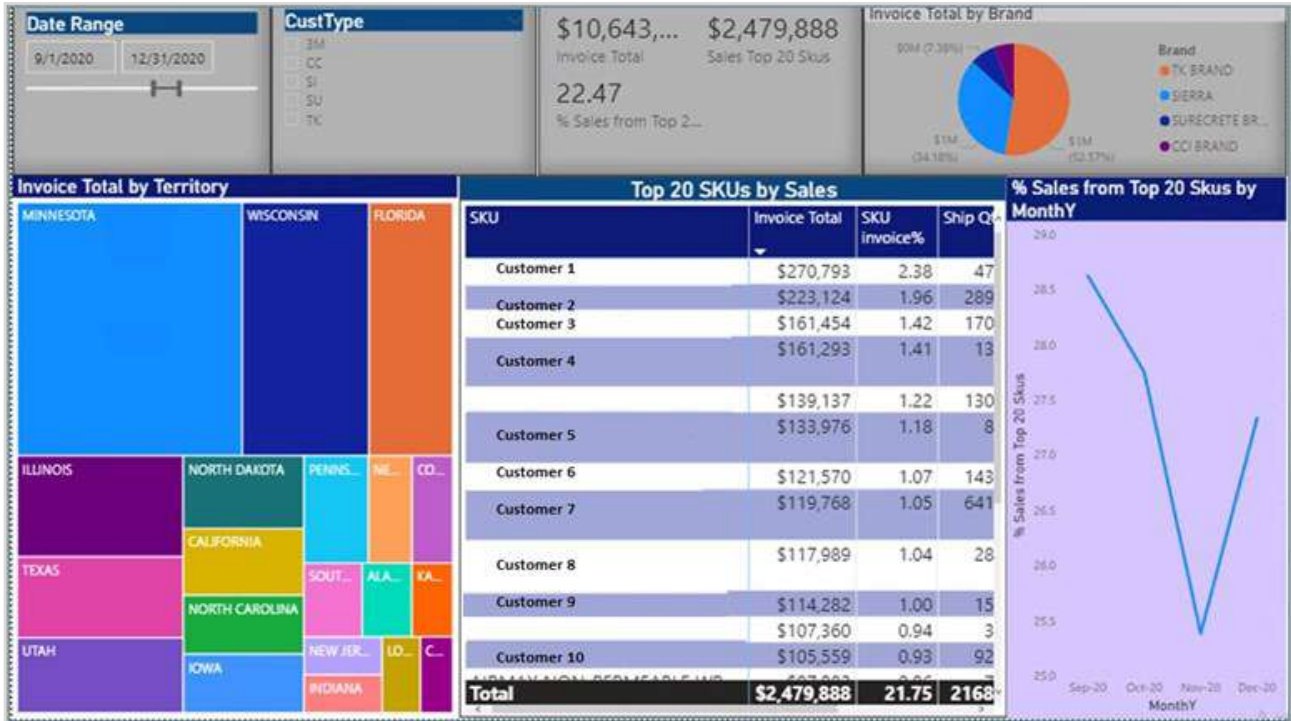 Date Range
9/1/2020 12/31/2020
CustType
3M
CC
SI
SU
TK
$10,643,... $2,479,888
Invoice Total Sales Top 20 Skus
22.47
% Sales from Top 2...
Invoice Total by Brand
$0M (7.38%)
$1M
(34.18%)
$1M
(52.57%)
Brand
TK BRAND
SIERRA
SURECRETE BR...
CCI BRAND
Invoice Total by Territory
MINNESOTA WISCONSIN FLORIDA
ILLINOIS NORTH DAKOTA PENNS... NE... CO...
CALIFORNIA
TEXAS SOUT... ALA... KA...
NORTH CAROLINA
UTAH NEW JER... LO... C...
IOWA
INDIANA
Top 20 SKUs by Sales
SKU Invoice Total SKU invoice% Ship Q
Customer 1 $270,793 2.38 47
Customer 2 $223,124 1.96 289
Customer 3 $161,454 1.42 170
Customer 4 $161,293 1.41 13
$139,137 1.22 130
Customer 5 $133,976 1.18 8
Customer 6 $121,570 1.07 143
Customer 7 $119,768 1.05 641
Customer 8 $117,989 1.04 28
Customer 9 $114,282 1.00 15
$107,360 0.94 3
Customer 10 $105,559 0.93 92
Total $2,479,888 21.75 2168
% Sales from Top 20 Skus by
MonthY
% Sales from Top 20 Skus
29.0
28.5
28.0
27.5
27.0
26.5
26.0
25.5
25.0
Sep-20 Oct-20 Nov-20 Dec-20
MonthY